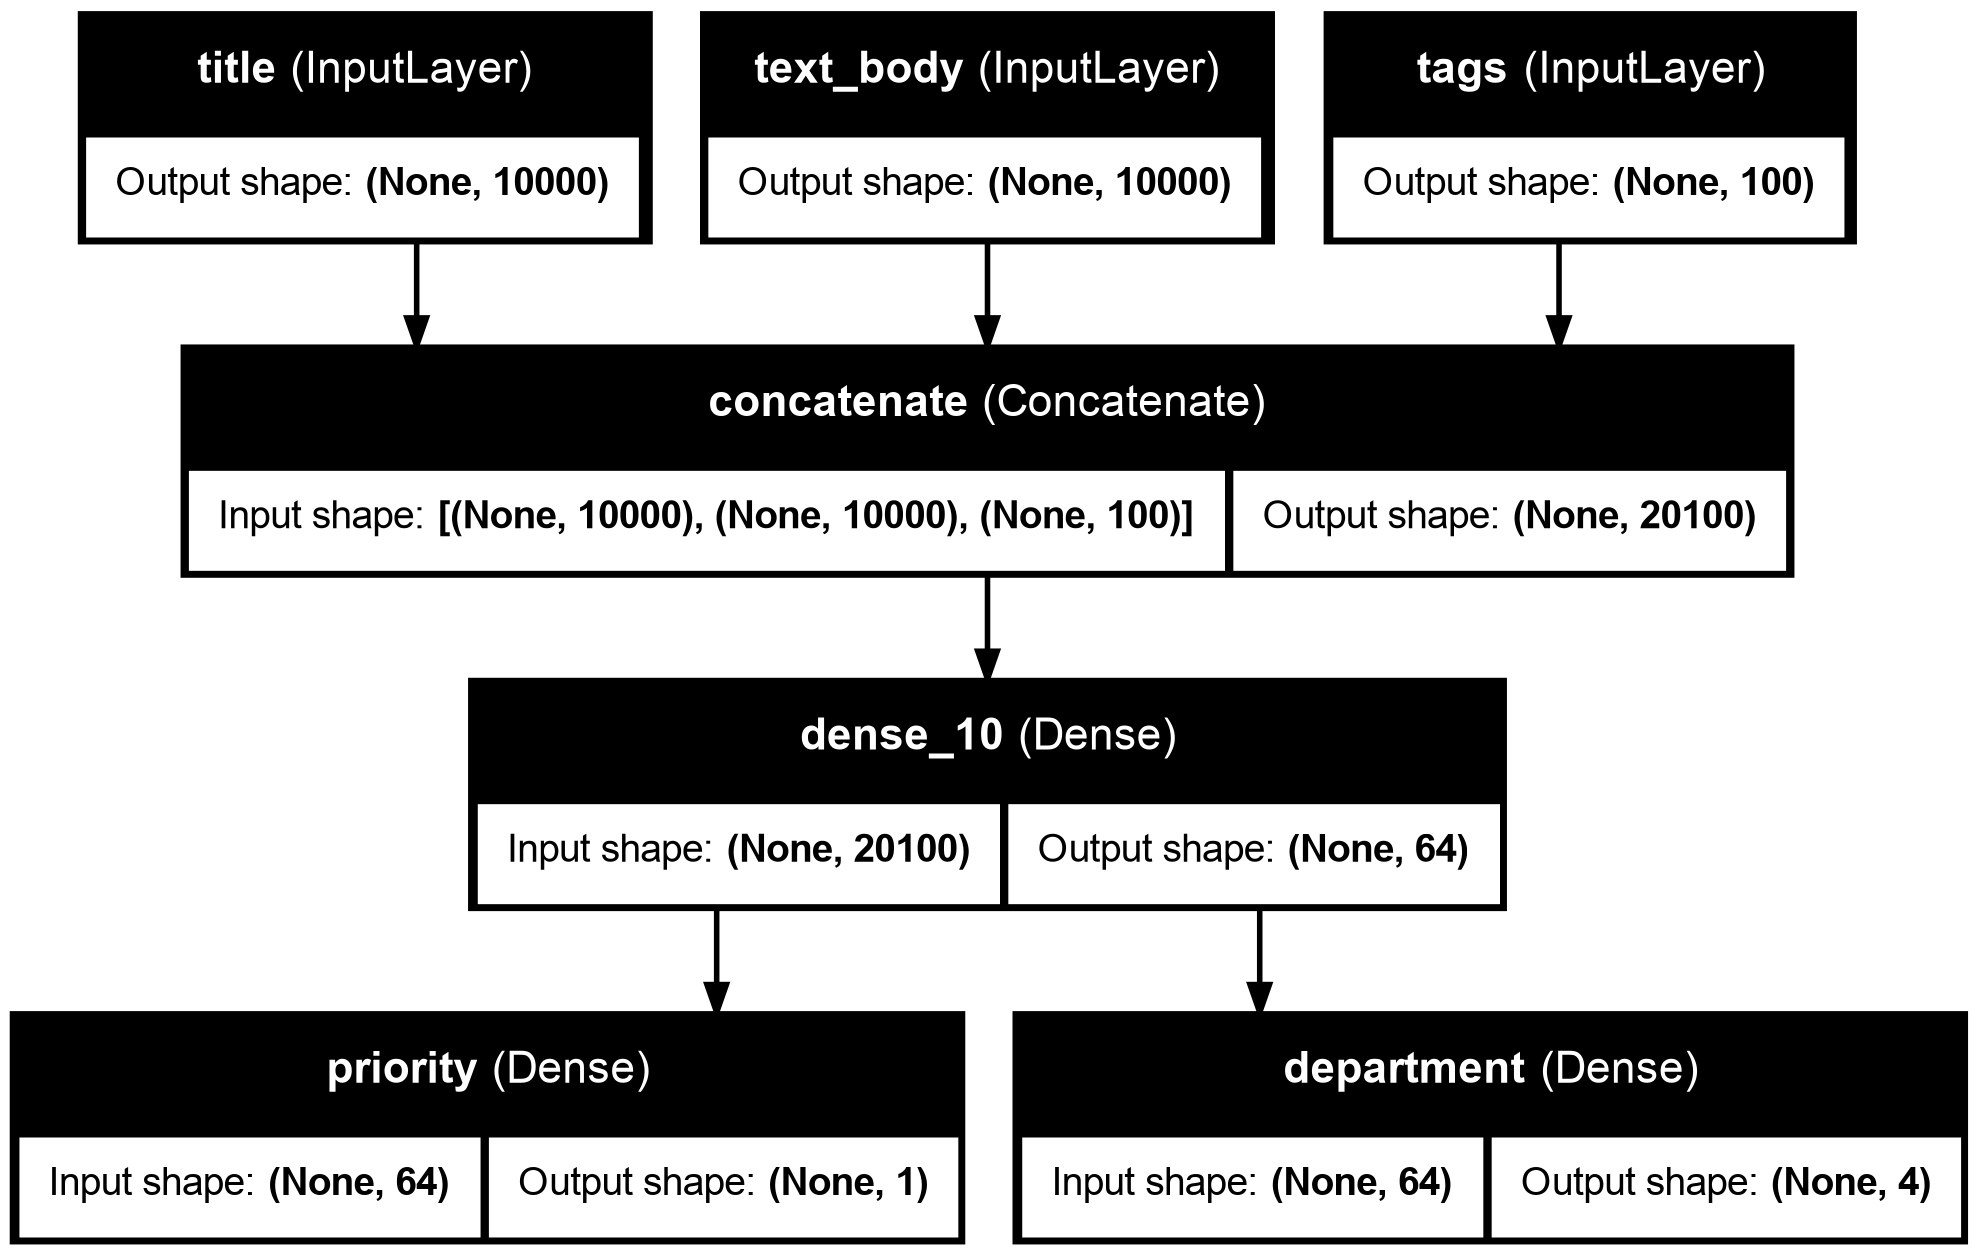 title (InputLayer)
text_body (InputLayer)
tags (InputLayer)
Output shape: (None, 10000)
Output shape: (None, 10000)
Output shape: (None, 100)
concatenate (Concatenate)
Input shape: [(None, 10000), (None, 10000), (None, 100)]
Output shape: (None, 20100)
dense_10 (Dense)
Input shape: (None, 20100)
Output shape: (None, 64)
priority (Dense)
department (Dense)
Input shape: (None, 64)
Output shape: (None, 1)
Input shape: (None, 64)
Output shape: (None, 4)